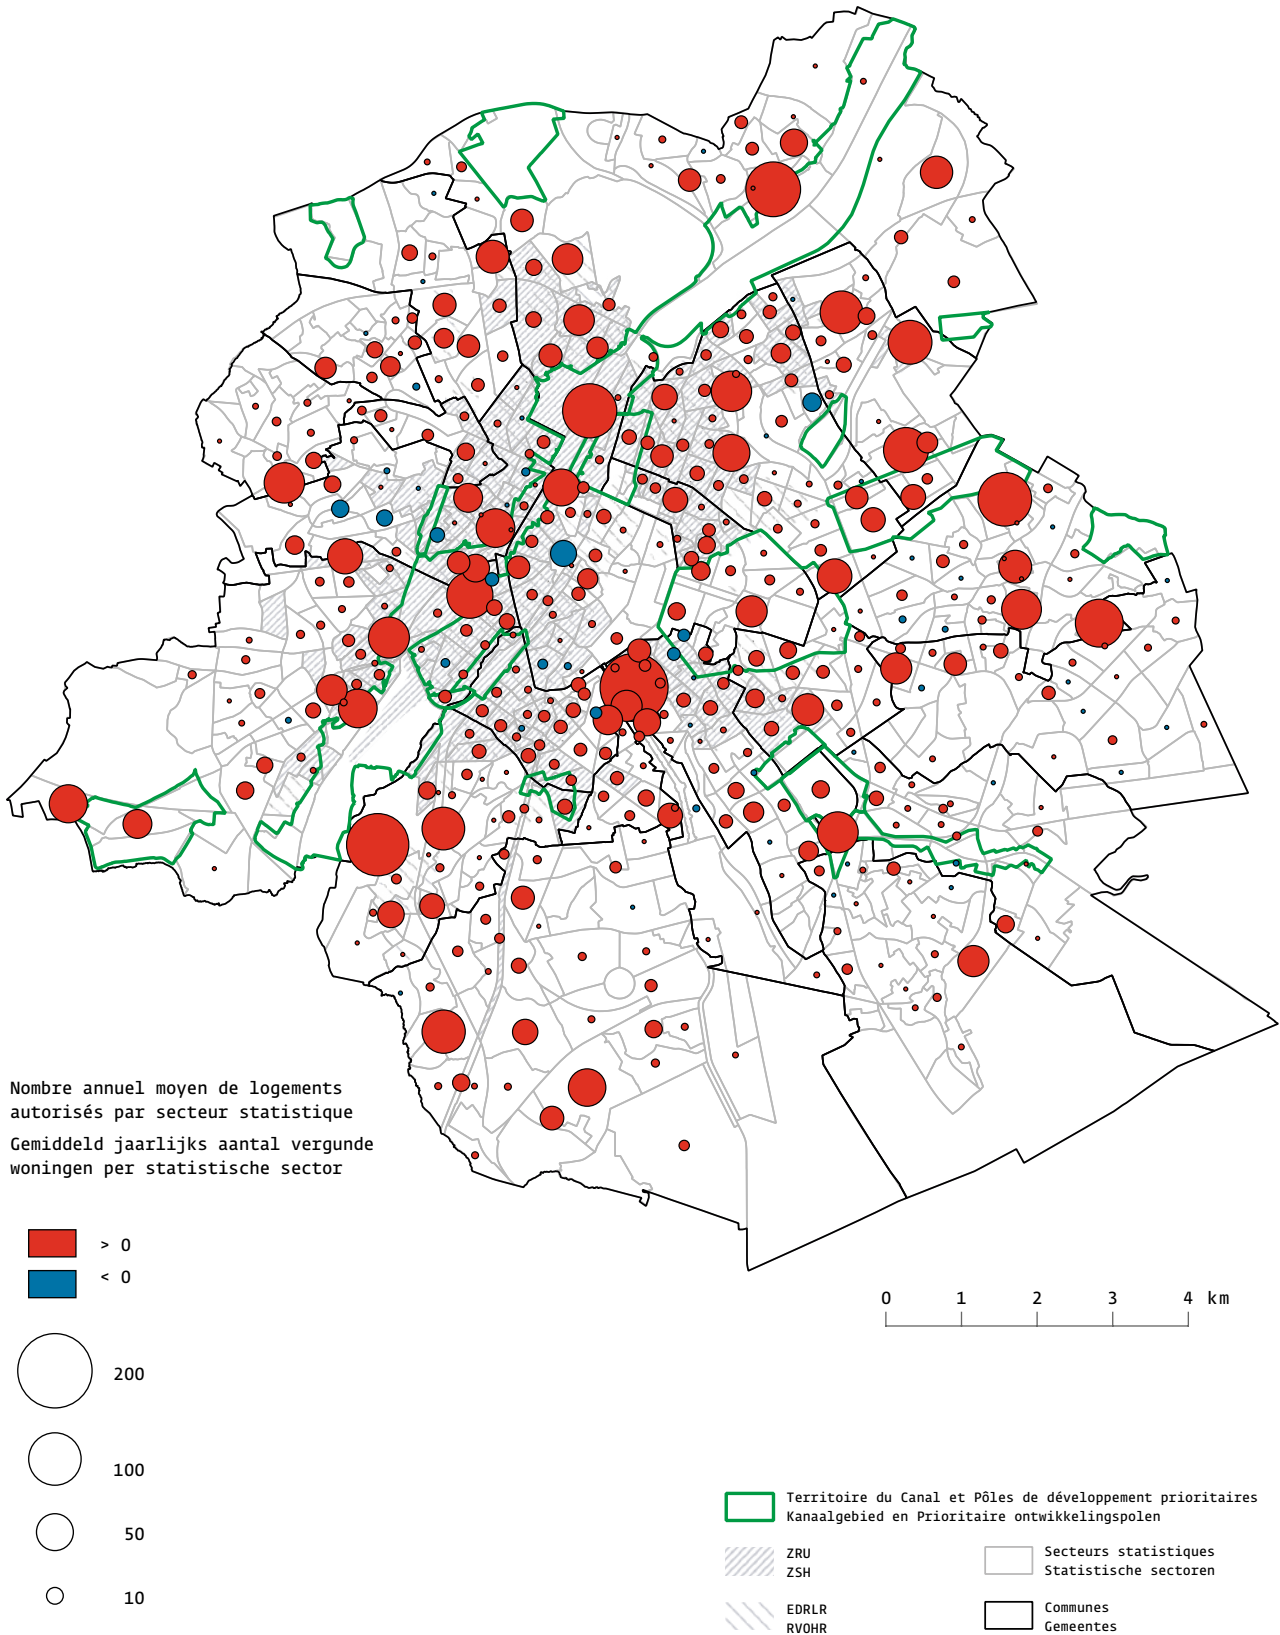 Nombre annuel moyen de logements
autorisés par secteur statistique
Gemiddeld jaarlijks aantal vergunde
woningen per statistische sector
> 0
< 0
200
100
50
10
0 1 2 3 4 km
Territoire du Canal et Pôles de développement prioritaires
Kanaalgebied en Prioritaire ontwikkelingspolen
ZRU
ZSH
EDRLR
RVOHR
Secteurs statistiques
Statistische sectoren
Communes
Gemeentes